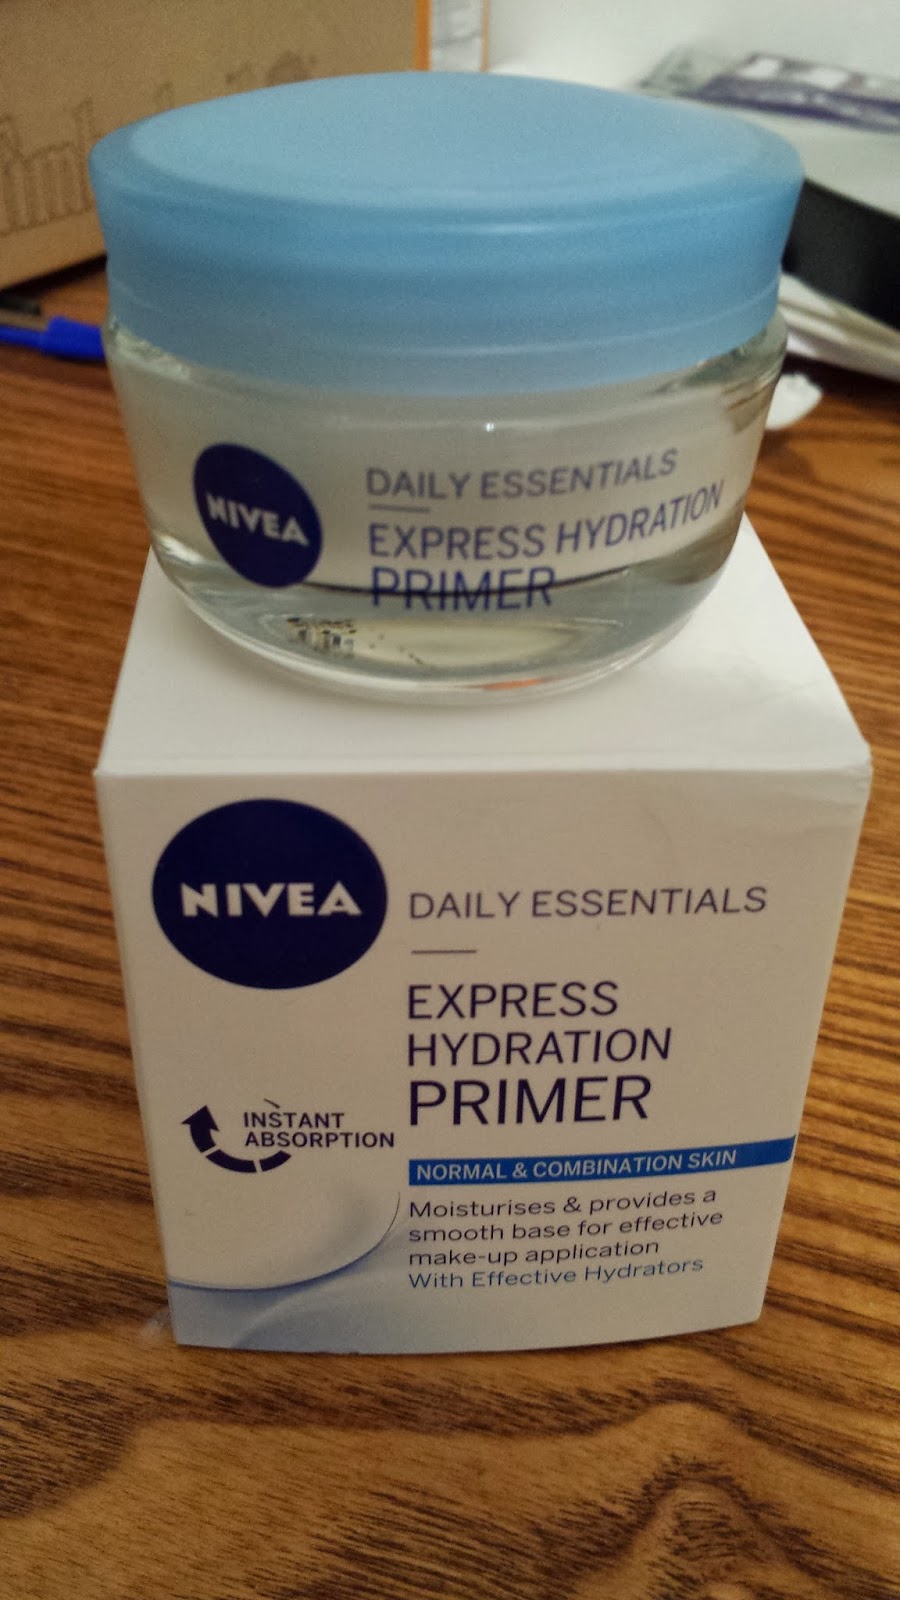 NIVEA
DAILY ESSENTIALS
EXPRESS HYDRATION
PRIMER
NIVEA
DAILY ESSENTIALS
EXPRESS
HYDRATION
PRIMER
INSTANT
ABSORPTION
NORMAL & COMBINATION SKIN
Moisturises & provides a
smooth base for effective
make-up application
With Effective Hydrators